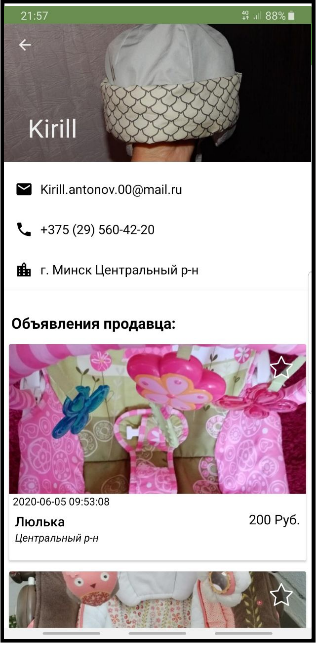 21:57
4G 88%
Kirill
Kirill.antonov.00@mail.ru
+375 (29) 560-42-20
г. Минск Центральный р-н
Объявления продавца:
2020-06-05 09:53:08
Люлька
200 Руб.
Центральный р-н